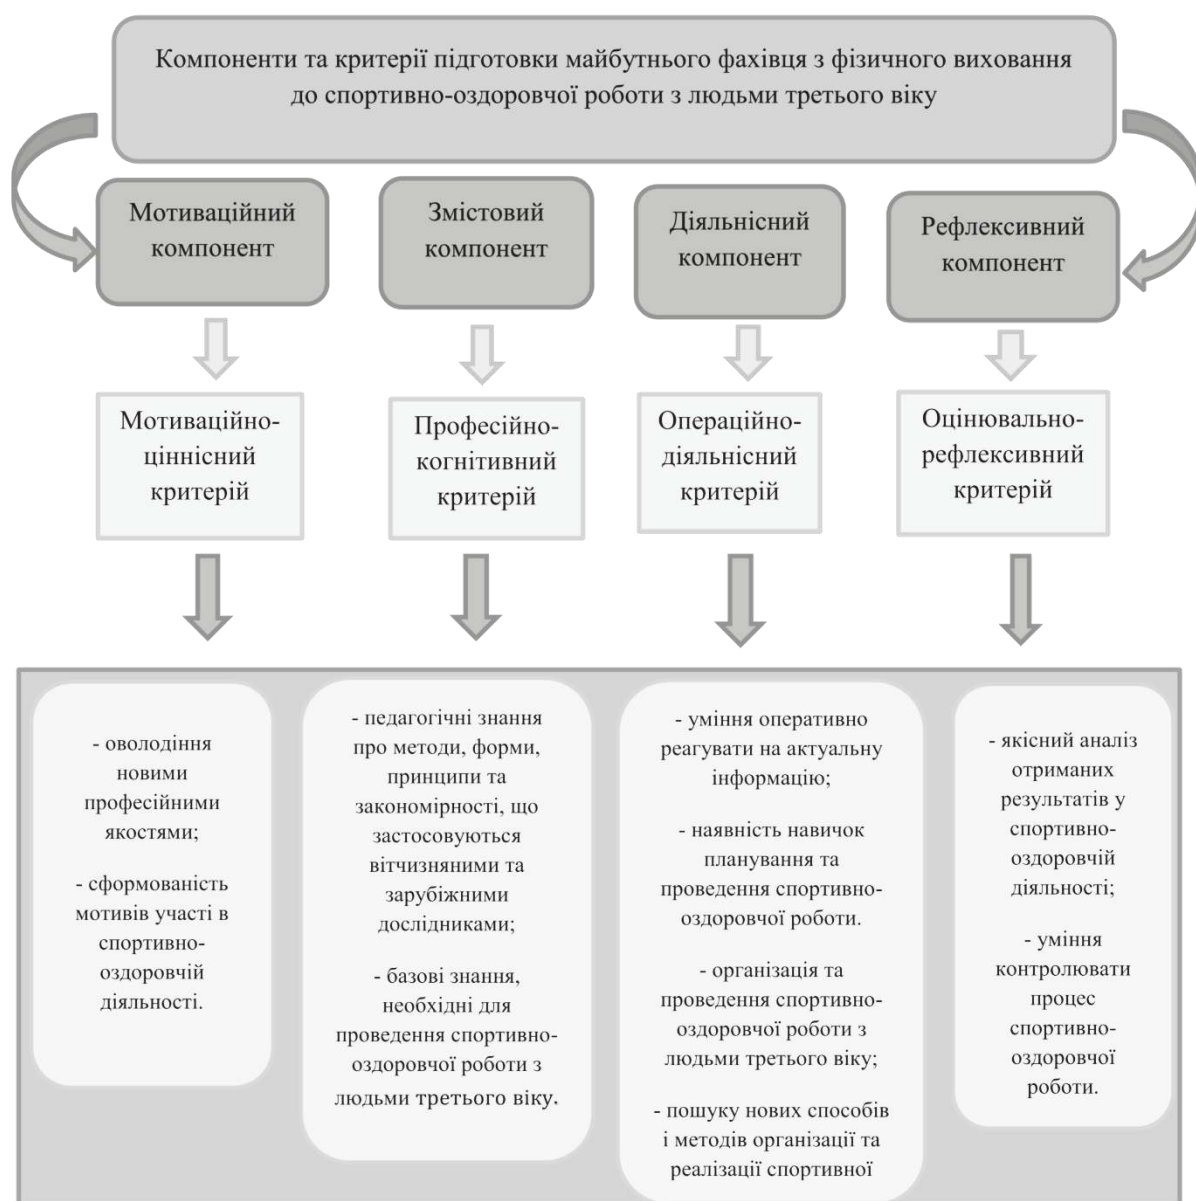 Компоненти та критерії підготовки майбутнього фахівця з фізичного виховання
до спортивно-оздоровчої роботи з людьми третього віку
Мотиваційний
компонент
Змістовий
компонент
Діяльнісний
компонент
Рефлексивний
компонент
Мотиваційно-
ціннісний
критерій
Професійно-
когнітивний
критерій
Операційно-
діяльнісний
критерій
Оцінювально-
рефлексивний
критерій
- оволодіння
новими
професійними
якостями;
- сформованість
мотивів участі в
спортивно-
оздоровчій
діяльності.
- педагогічні знання
про методи, форми,
принципи та
закономірності, що
застосовуються
вітчизняними та
зарубіжними
дослідниками;
- базові знання,
необхідні для
проведення спортивно-
оздоровчої роботи з
людьми третього віку.
- уміння оперативно
реагувати на актуальну
інформацію;
- наявність навичок
планування та
проведення спортивно-
оздоровчої роботи.
- організація та
проведення спортивно-
оздоровчої роботи з
людьми третього віку;
- пошуку нових способів
і методів організації та
реалізації спортивної
- якісний аналіз
отриманих
результатів у
спортивно-
оздоровчій
діяльності;
- уміння
контролювати
процес
спортивно-
оздоровчої
роботи.